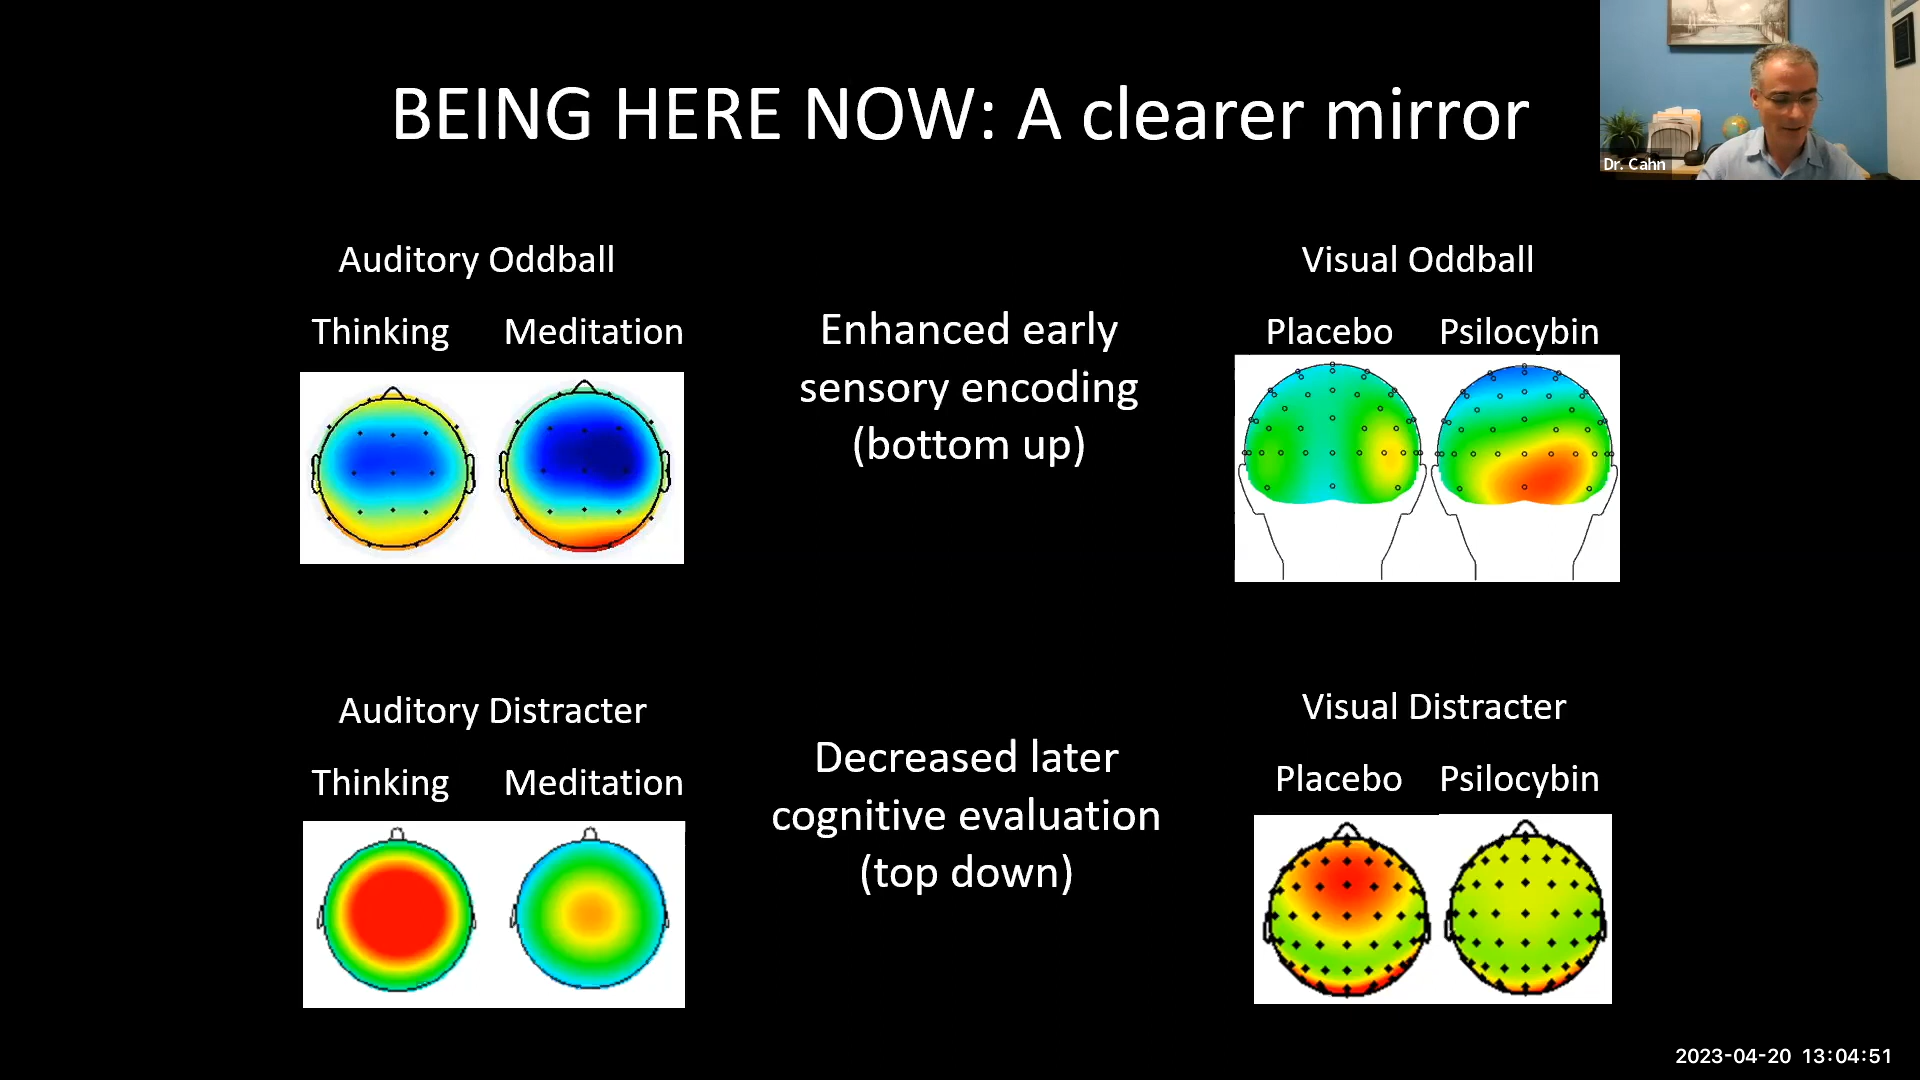 BEING HERE NOW: A clearer mirror
Dr. Cahn
Auditory Oddball
Thinking Meditation
Enhanced early
sensory encoding
(bottom up)
Visual Oddball
Placebo Psilocybin
Auditory Distracter
Thinking Meditation
Decreased later
cognitive evaluation
(top down)
Visual Distracter
Placebo Psilocybin
2023-04-20 13:04:51